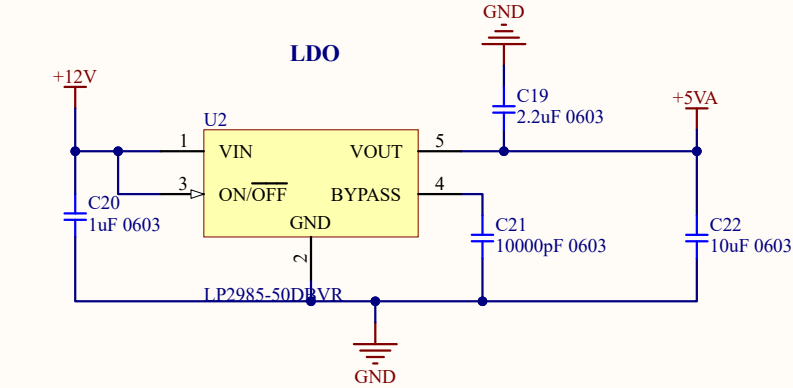 GND
LDO
+12V
C19
2.2uF 0603
+5VA
U2
1
VIN
VOUT
5
3
ON/OFF
BYPASS
4
C20
1uF 0603
GND
2
C21
10000pF 0603
C22
10uF 0603
LP2985-50DBVR
GND